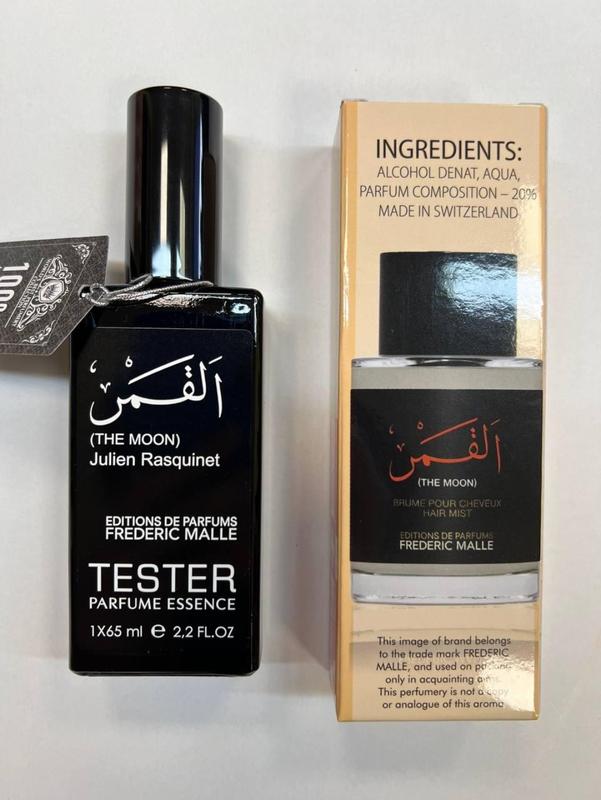 القمر
(THE MOON)
Julien Rasquinet
EDITIONS DE PARFUMS
FREDERIC MALLE
TESTER
PARFUME ESSENCE
1X65 ml e 2,2 FL.OZ
INGREDIENTS:
ALCOHOL DENAT, AQUA,
PARFUM COMPOSITION – 20%
MADE IN SWITZERLAND
القمر
(THE MOON)
BRUME POUR CHEVEUX
HAIR MIST
EDITIONS DE PARFUMS
FREDERIC MALLE
This image of brand belongs
to the trade mark FREDERIC
MALLE, and used on packing
only in acquainting aims.
This perfumery is not a copy
or analogue of this aroma